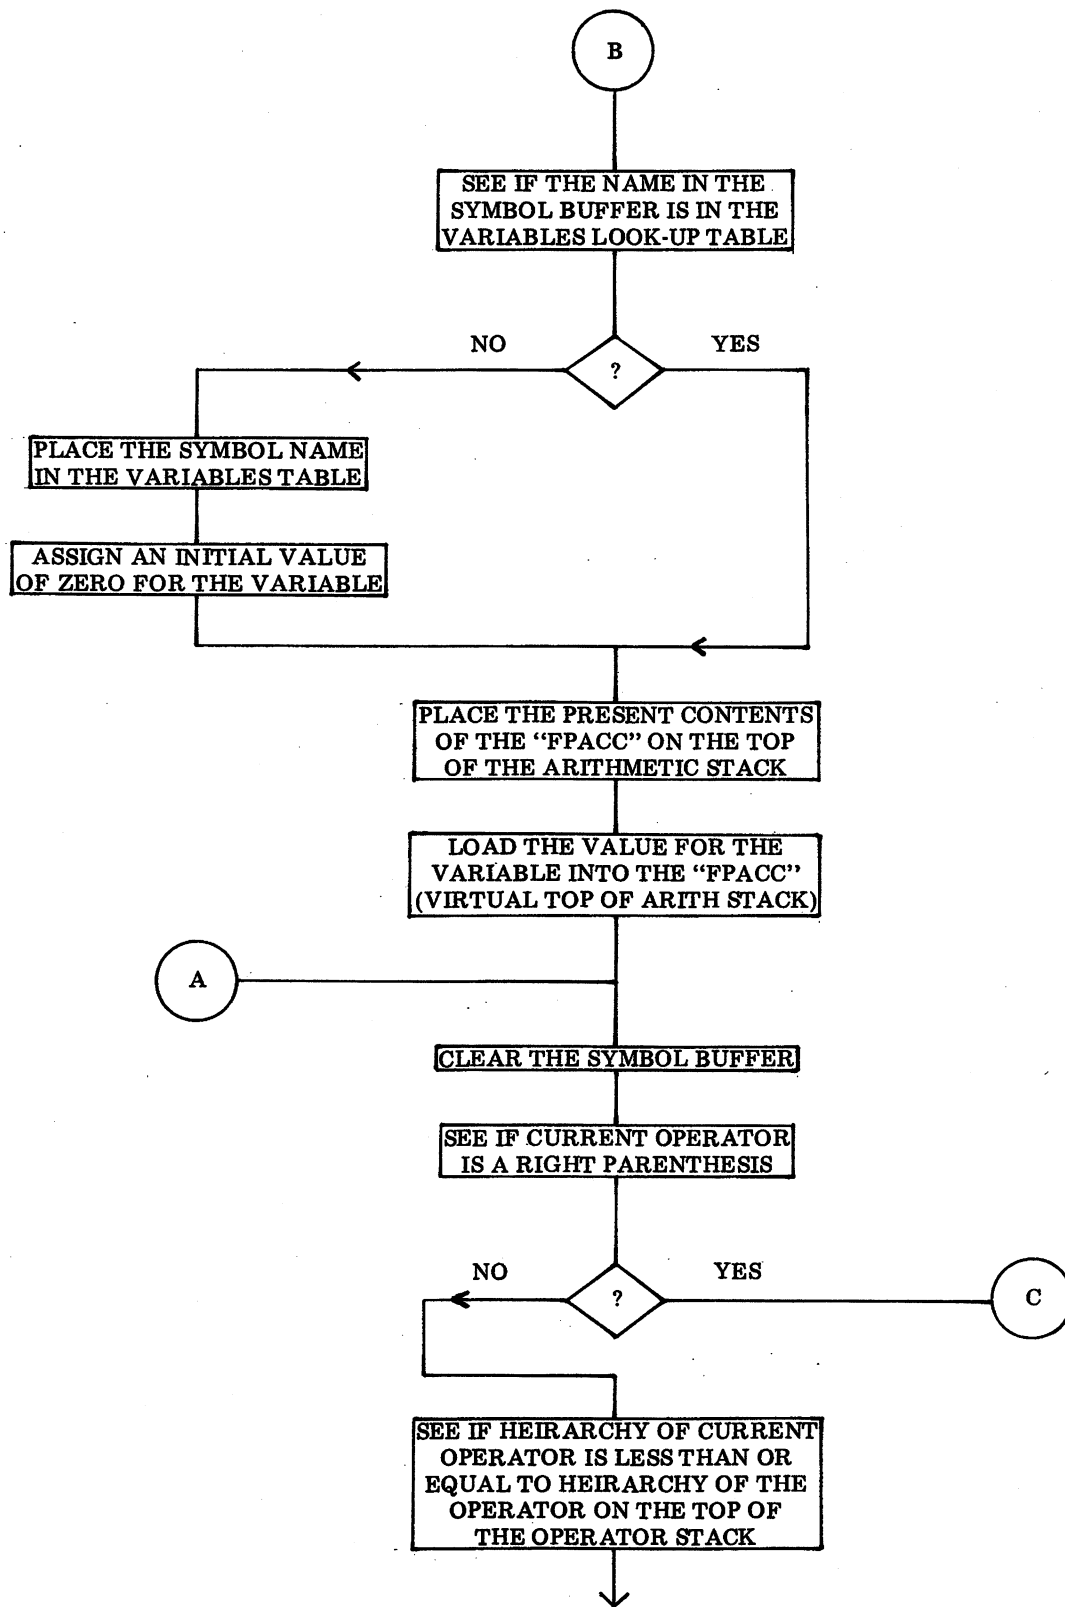 B
SEE IF THE NAME IN THE
SYMBOL BUFFER IS IN THE
VARIABLES LOOK-UP TABLE
NO
YES
?
PLACE THE SYMBOL NAME
IN THE VARIABLES TABLE
ASSIGN AN INITIAL VALUE
OF ZERO FOR THE VARIABLE
PLACE THE PRESENT CONTENTS
OF THE “FPACC” ON THE TOP
OF THE ARITHMETIC STACK
LOAD THE VALUE FOR THE
VARIABLE INTO THE “FPACC”
(VIRTUAL TOP OF ARITH STACK)
A
CLEAR THE SYMBOL BUFFER
SEE IF CURRENT OPERATOR
IS A RIGHT PARENTHESIS
NO
YES
?
C
SEE IF HEIRARCHY OF CURRENT
OPERATOR IS LESS THAN OR
EQUAL TO HEIRARCHY OF THE
OPERATOR ON THE TOP OF
THE OPERATOR STACK